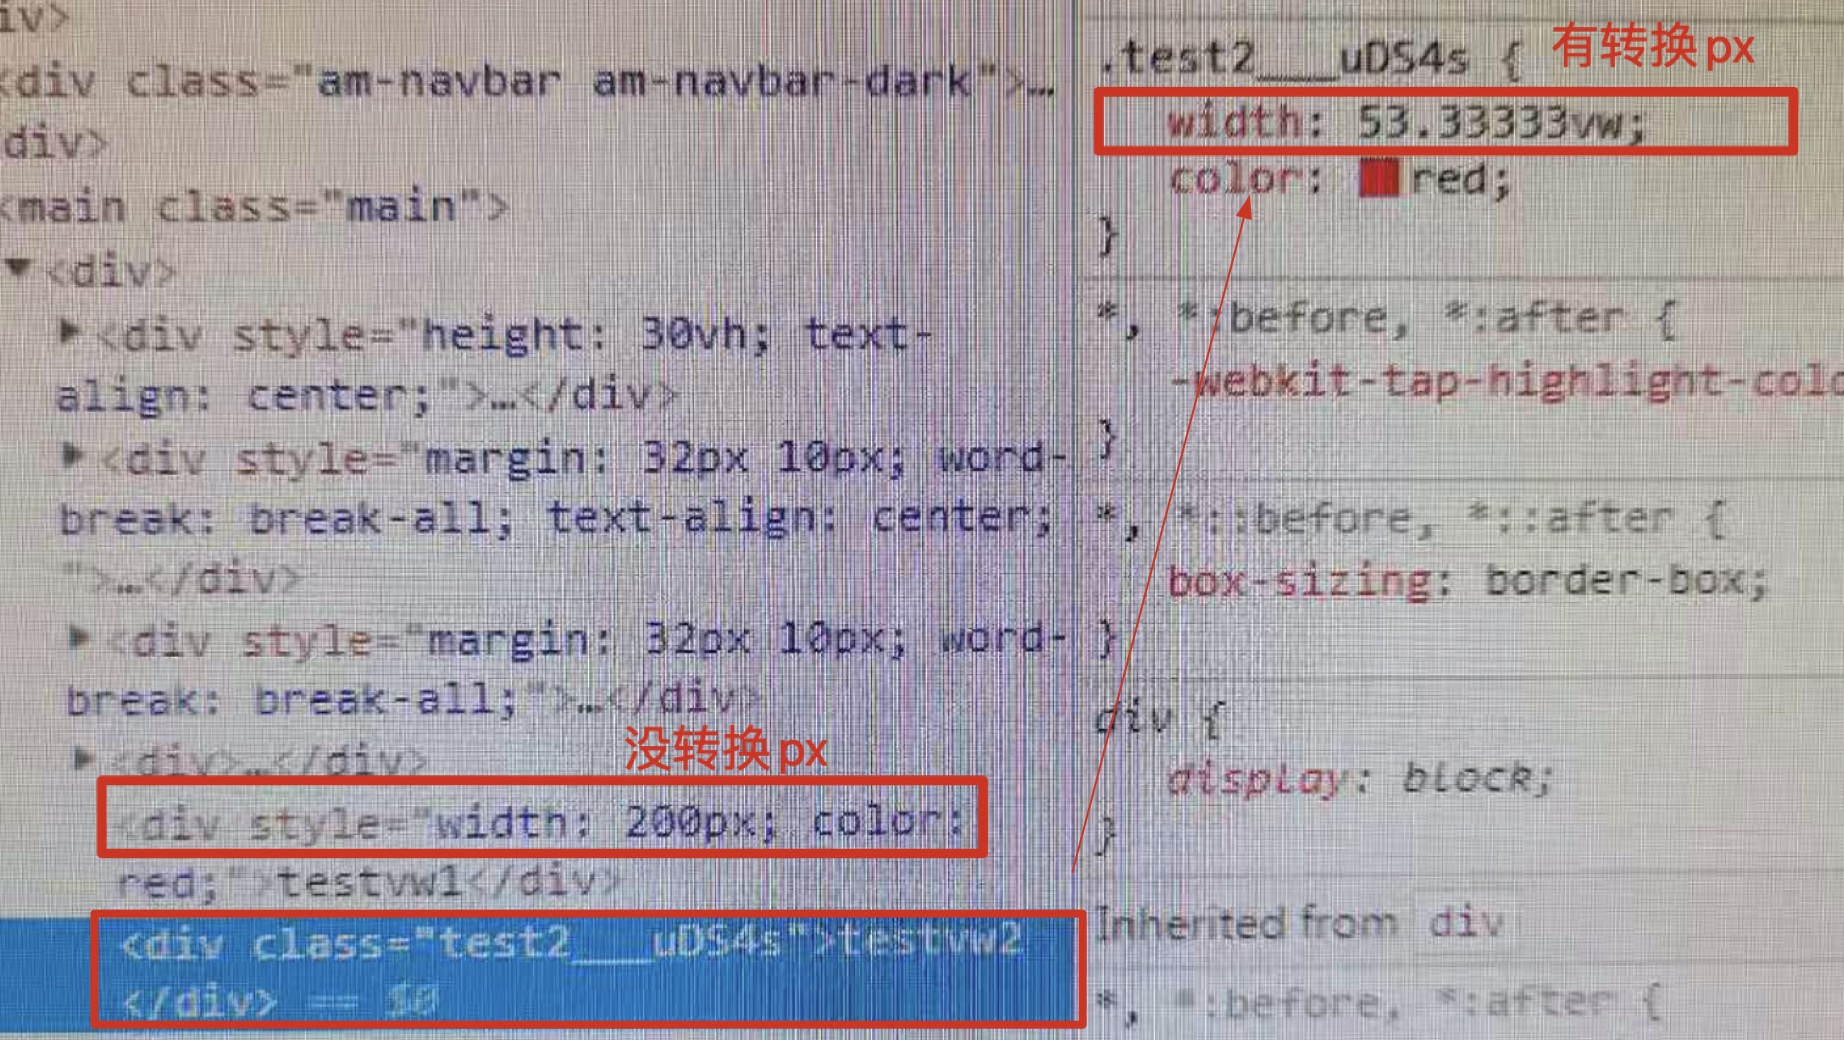 iv>
<div class="am-navbar am-navbar-dark">…
div>
<main class="main">
▼<div>
▶<div style="height: 30vh; text-
align: center;">…</div>
▶<div style="margin: 32px 10px; word-
break: break-all; text-align: center;
">…</div>
▶<div style="margin: 32px 10px; word-
break: break-all;">…</div>
没转换px
▶<div>…</div>
<div style="width: 200px; color:
red;">testvw1</div>
<div class="test2___uDS4s">testvw2
</div> == $0
有转换px
.test2___uDS4s {
width: 53.33333vw;
color: red;
}
*, *:before, *:after {
-webkit-tap-highlight-colo
}
*, *::before, *::after {
box-sizing: border-box;
}
div {
display: block;
}
Inherited from div
*, *:before, *:after {